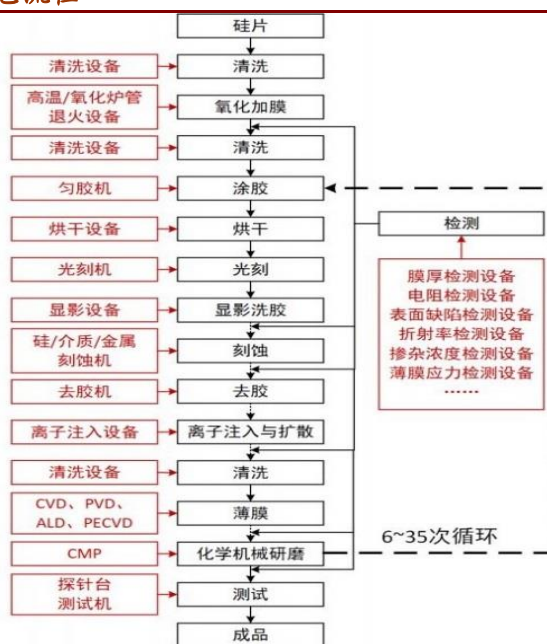 硅片
清洗设备
清洗
高温/氧化炉管
退火设备
氧化加膜
清洗设备
清洗
匀胶机
涂胶
烘干设备
烘干
光刻机
光刻
显影设备
显影洗胶
硅/介质/金属
刻蚀机
刻蚀
去胶机
去胶
离子注入设备
离子注入与扩散
清洗设备
清洗
CVD、PVD、
ALD、PECVD
薄膜
CMP
化学机械研磨
探针台
测试机
测试
成品
检测
膜厚检测设备
电阻检测设备
表面缺陷检测设备
折射率检测设备
掺杂浓度检测设备
薄膜应力检测设备
......
6~35次循环